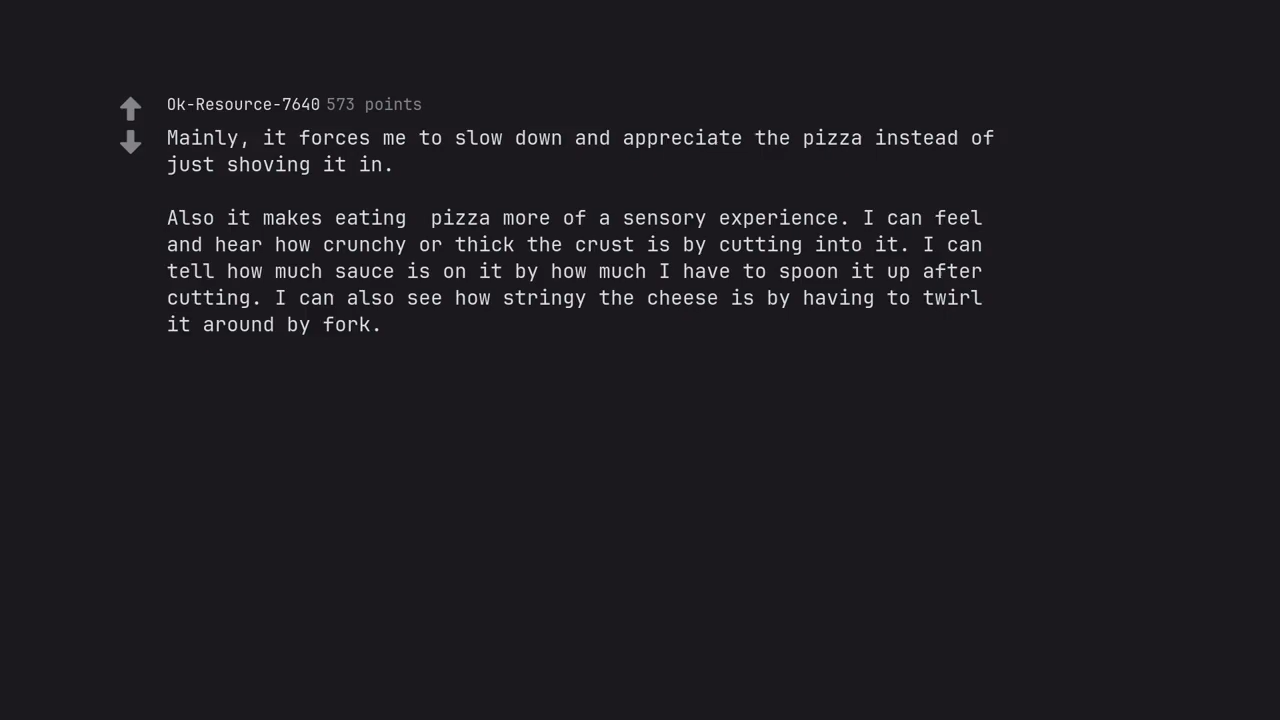 Ok-Resource-7640 573 points
Mainly, it forces me to slow down and appreciate the pizza instead of
just shoving it in.
Also it makes eating  pizza more of a sensory experience. I can feel
and hear how crunchy or thick the crust is by cutting into it. I can
tell how much sauce is on it by how much I have to spoon it up after
cutting. I can also see how stringy the cheese is by having to twirl
it around by fork.